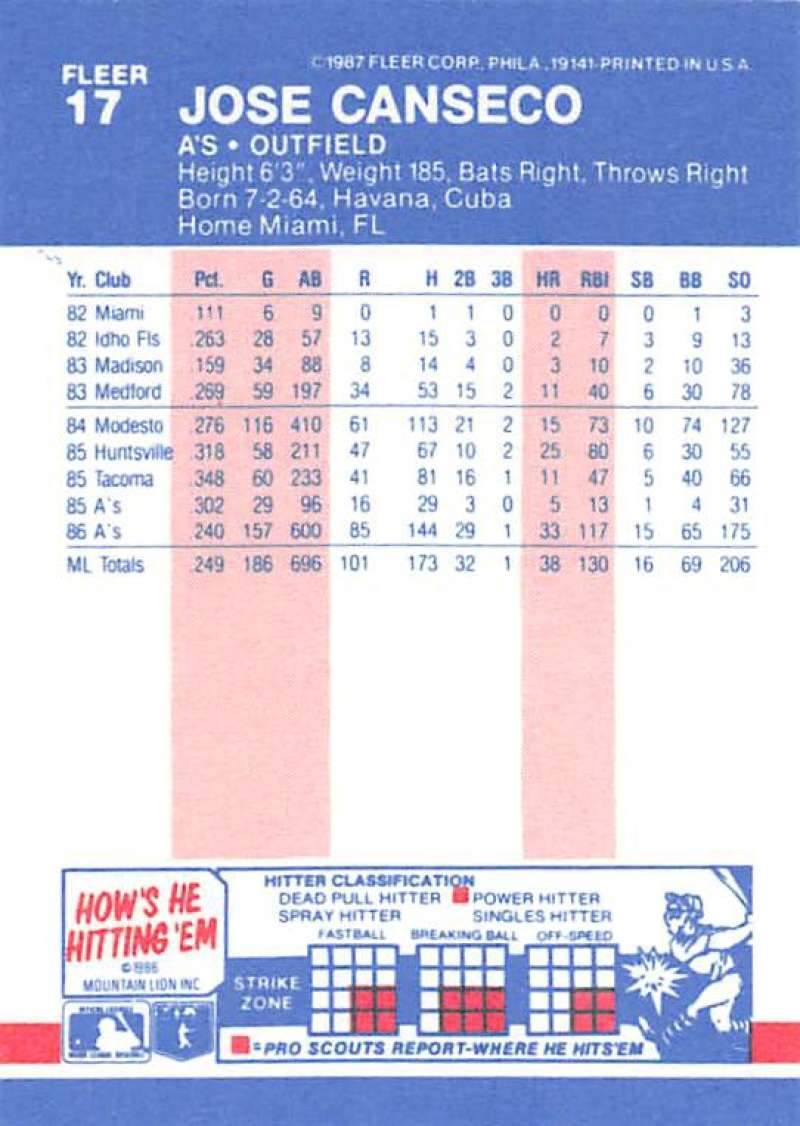 ©1987 FLEER CORP., PHILA., 19141-PRINTED IN U.S.A.
FLEER
17
JOSE CANSECO
A'S • OUTFIELD
Height 6'3", Weight 185, Bats Right, Throws Right
Born 7-2-64, Havana, Cuba
Home Miami, FL
Yr. Club Pct. G AB R H 2B 3B HR RBI SB BB SO
82 Miami .111 6 9 0 1 1 0 0 0 0 1 3
82 Idho Fls .263 28 57 13 15 3 0 2 7 3 9 13
83 Madison .159 34 88 8 14 4 0 3 10 2 10 36
83 Medford .269 59 197 34 53 15 2 11 40 6 30 78
84 Modesto .276 116 410 61 113 21 2 15 73 10 74 127
85 Huntsville .318 58 211 47 67 10 2 25 80 6 30 55
85 Tacoma .348 60 233 41 81 16 1 11 47 5 40 66
85 A's .302 29 96 16 29 3 0 5 13 1 4 31
86 A's .240 157 600 85 144 29 1 33 117 15 65 175
ML Totals .249 186 696 101 173 32 1 38 130 16 69 206
HOW'S HE
HITTING 'EM
©1986
MOUNTAIN LION INC.
HITTER CLASSIFICATION
DEAD PULL HITTER POWER HITTER
SPRAY HITTER SINGLES HITTER
FASTBALL BREAKING BALL OFF-SPEED
STRIKE
ZONE
=PRO SCOUTS REPORT-WHERE HE HITS 'EM